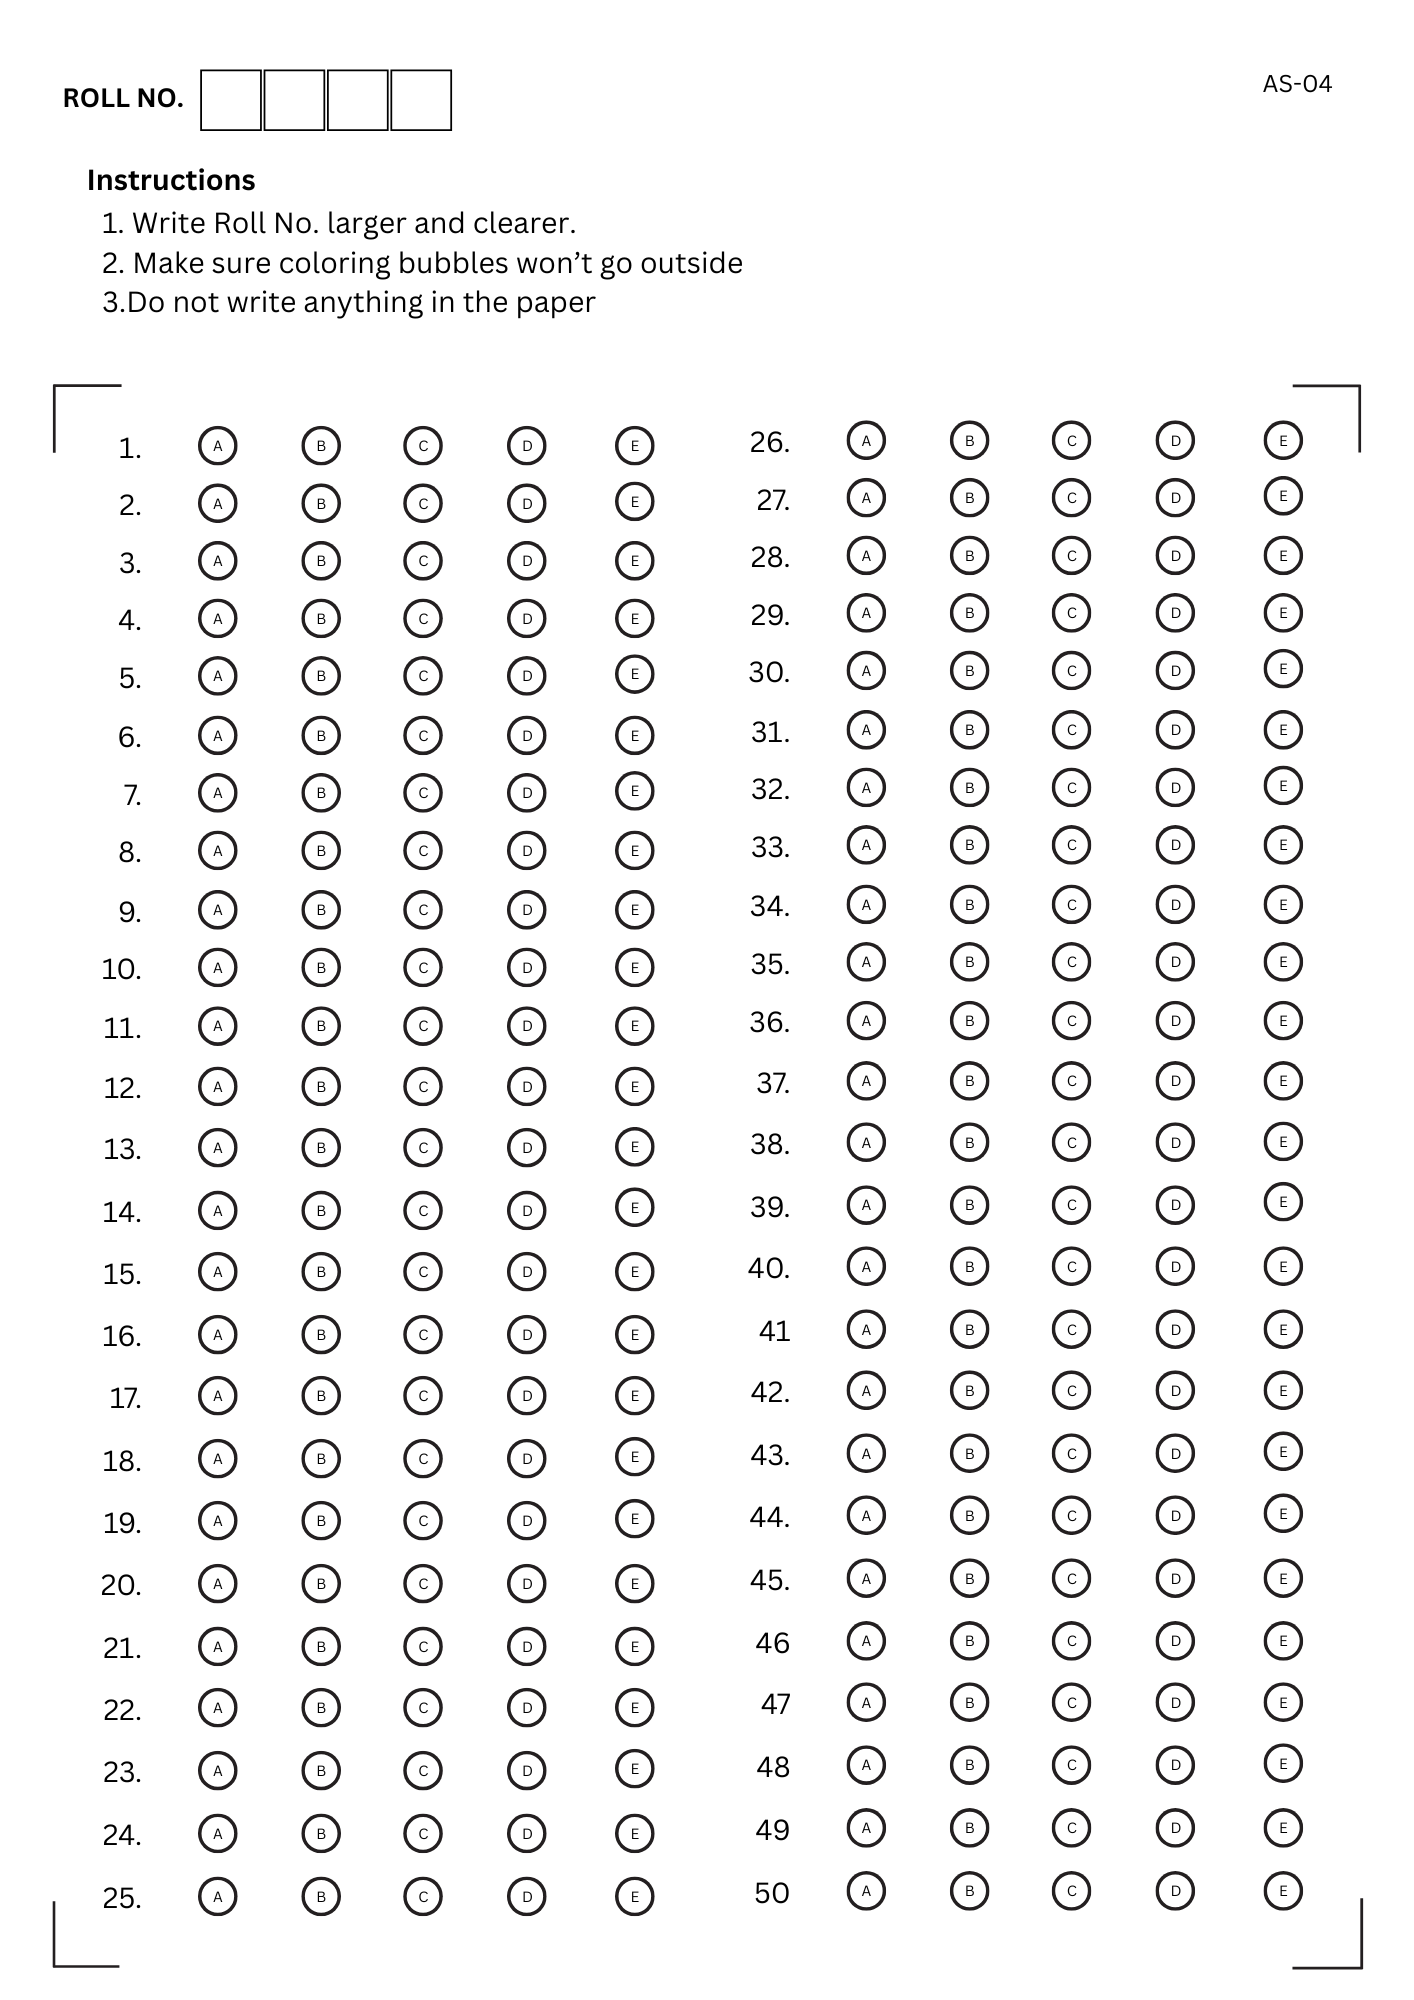 ROLL NO.
AS-04
Instructions
1. Write Roll No. larger and clearer.
2. Make sure coloring bubbles won’t go outside
3.Do not write anything in the paper
1. A B C D E
2. A B C D E
3. A B C D E
4. A B C D E
5. A B C D E
6. A B C D E
7. A B C D E
8. A B C D E
9. A B C D E
10. A B C D E
11. A B C D E
12. A B C D E
13. A B C D E
14. A B C D E
15. A B C D E
16. A B C D E
17. A B C D E
18. A B C D E
19. A B C D E
20. A B C D E
21. A B C D E
22. A B C D E
23. A B C D E
24. A B C D E
25. A B C D E
26. A B C D E
27. A B C D E
28. A B C D E
29. A B C D E
30. A B C D E
31. A B C D E
32. A B C D E
33. A B C D E
34. A B C D E
35. A B C D E
36. A B C D E
37. A B C D E
38. A B C D E
39. A B C D E
40. A B C D E
41 A B C D E
42. A B C D E
43. A B C D E
44. A B C D E
45. A B C D E
46 A B C D E
47 A B C D E
48 A B C D E
49 A B C D E
50 A B C D E